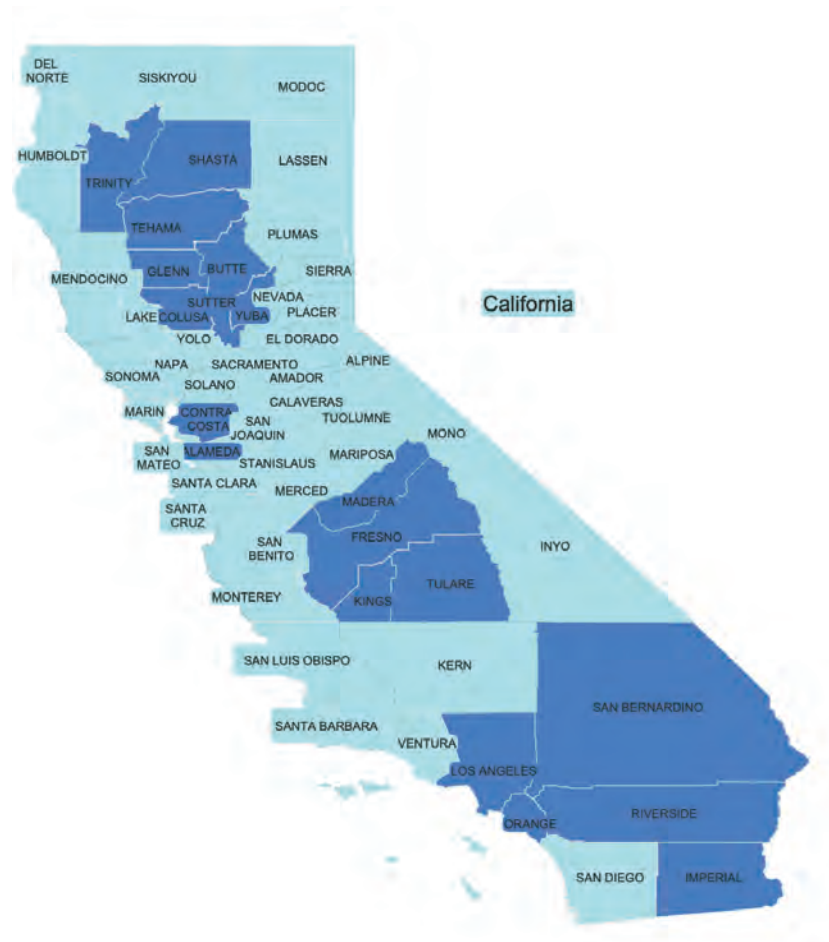 DEL
NORTE
SISKIYOU
MODOC
HUMBOLDT
SHASTA
LASSEN
TRINITY
TEHAMA
PLUMAS
MENDOCINO
GLENN
BUTTE
SIERRA
NEVADA
SUTTER
California
LAKE
COLUSA
YUBA
PLACER
YOLO
EL DORADO
NAPA
SACRAMENTO
ALPINE
SONOMA
SOLANO
AMADOR
CALAVERAS
MARIN
CONTRA
COSTA
SAN
JOAQUIN
TUOLUMNE
MONO
SAN
MATEO
ALAMEDA
STANISLAUS
MARIPOSA
SANTA CLARA
MERCED
MADERA
SANTA
CRUZ
FRESNO
SAN
BENITO
INYO
TULARE
MONTEREY
KINGS
SAN LUIS OBISPO
KERN
SAN BERNARDINO
SANTA BARBARA
VENTURA
LOS ANGELES
ORANGE
RIVERSIDE
SAN DIEGO
IMPERIAL